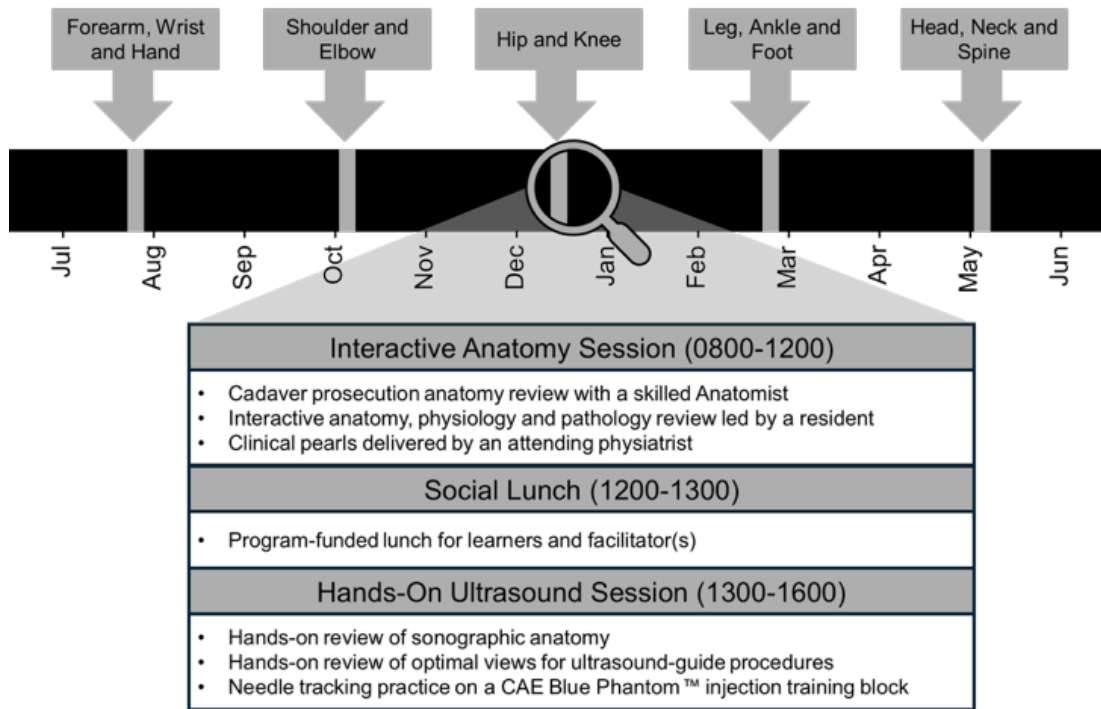 Forearm, Wrist
and Hand
Shoulder and
Elbow
Hip and Knee
Leg, Ankle and
Foot
Head, Neck and
Spine
Jul
Aug
Sep
Oct
Nov
Dec
Jan
Feb
Mar
Apr
May
Jun
Interactive Anatomy Session (0800-1200)
• Cadaver prosecution anatomy review with a skilled Anatomist
• Interactive anatomy, physiology and pathology review led by a resident
• Clinical pearls delivered by an attending physiatrist
Social Lunch (1200-1300)
• Program-funded lunch for learners and facilitator(s)
Hands-On Ultrasound Session (1300-1600)
• Hands-on review of sonographic anatomy
• Hands-on review of optimal views for ultrasound-guide procedures
• Needle tracking practice on a CAE Blue Phantom™ injection training block